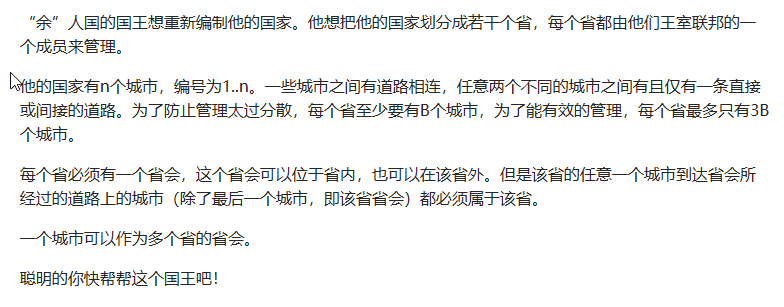 “余”人国的国王想重新编制他的国家。他想把他的国家划分成若干个省，每个省都由他们王室联邦的一
个成员来管理。
他的国家有n个城市，编号为1..n。一些城市之间有道路相连，任意两个不同的城市之间有且仅有一条直接
或间接的道路。为了防止管理太过分散，每个省至少要有B个城市，为了能有效的管理，每个省最多只有3B
个城市。
每个省必须有一个省会，这个省会可以位于省内，也可以在该省外。但是该省的任意一个城市到达省会所
经过的道路上的城市（除了最后一个城市，即该省省会）都必须属于该省。
一个城市可以作为多个省的省会。
聪明的你快帮帮这个国王吧！